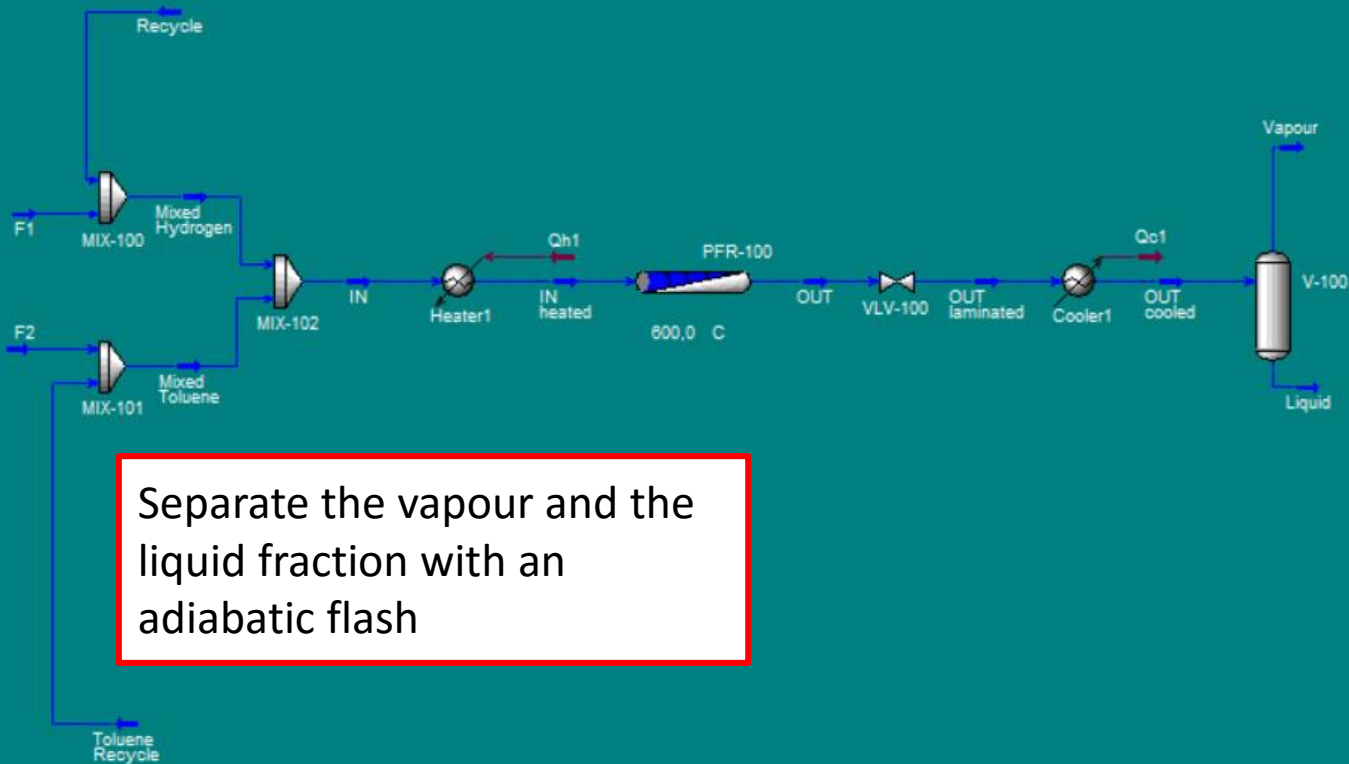 Recycle
Vapour
F1
MIX-100
Mixed
Hydrogen
Qh1
PFR-100
Qc1
IN
MIX-102
Heater1
IN
heated
600,0 C
OUT
VLV-100
OUT
laminated
Cooler1
OUT
cooled
V-100
F2
MIX-101
Mixed
Toluene
Liquid
Separate the vapour and the
liquid fraction with an
adiabatic flash
Toluene
Recycle